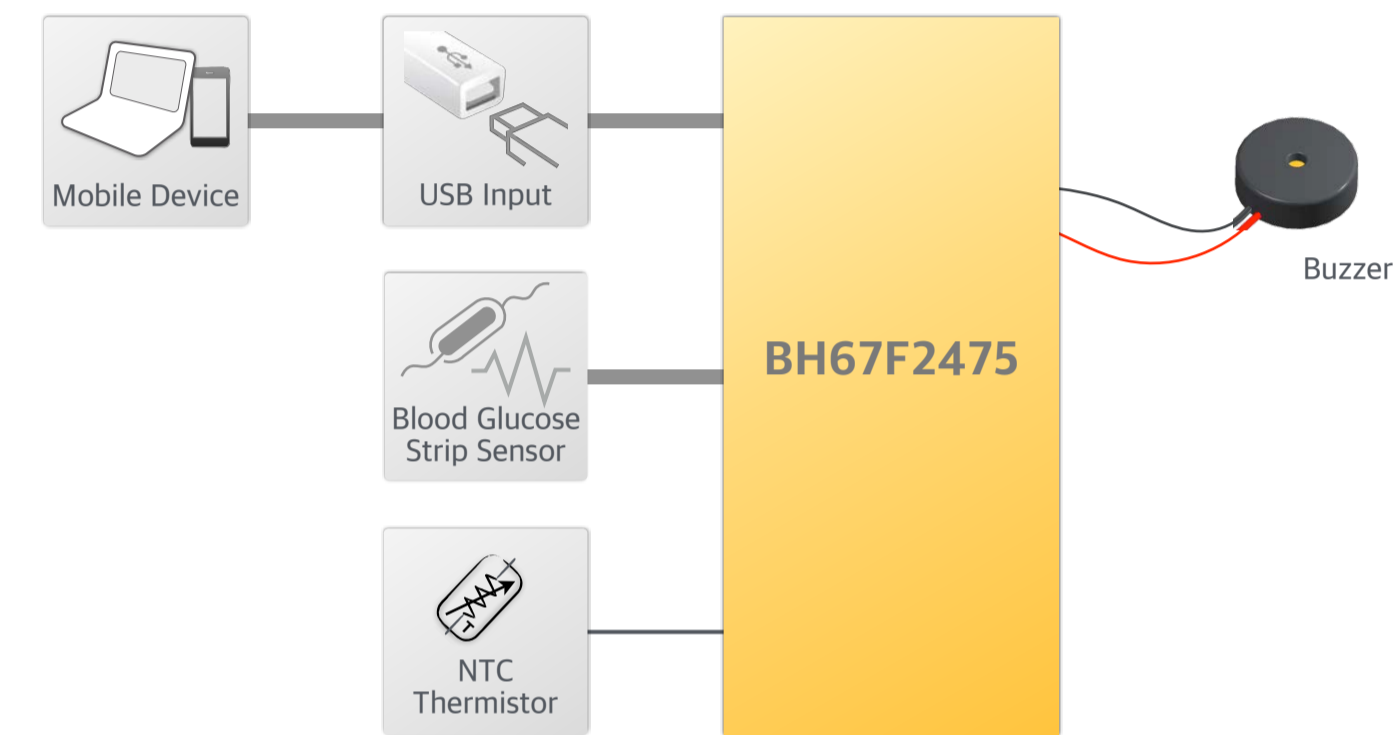 Mobile Device
USB Input
Buzzer
BH67F2475
Blood Glucose
Strip Sensor
T
NTC
Thermistor